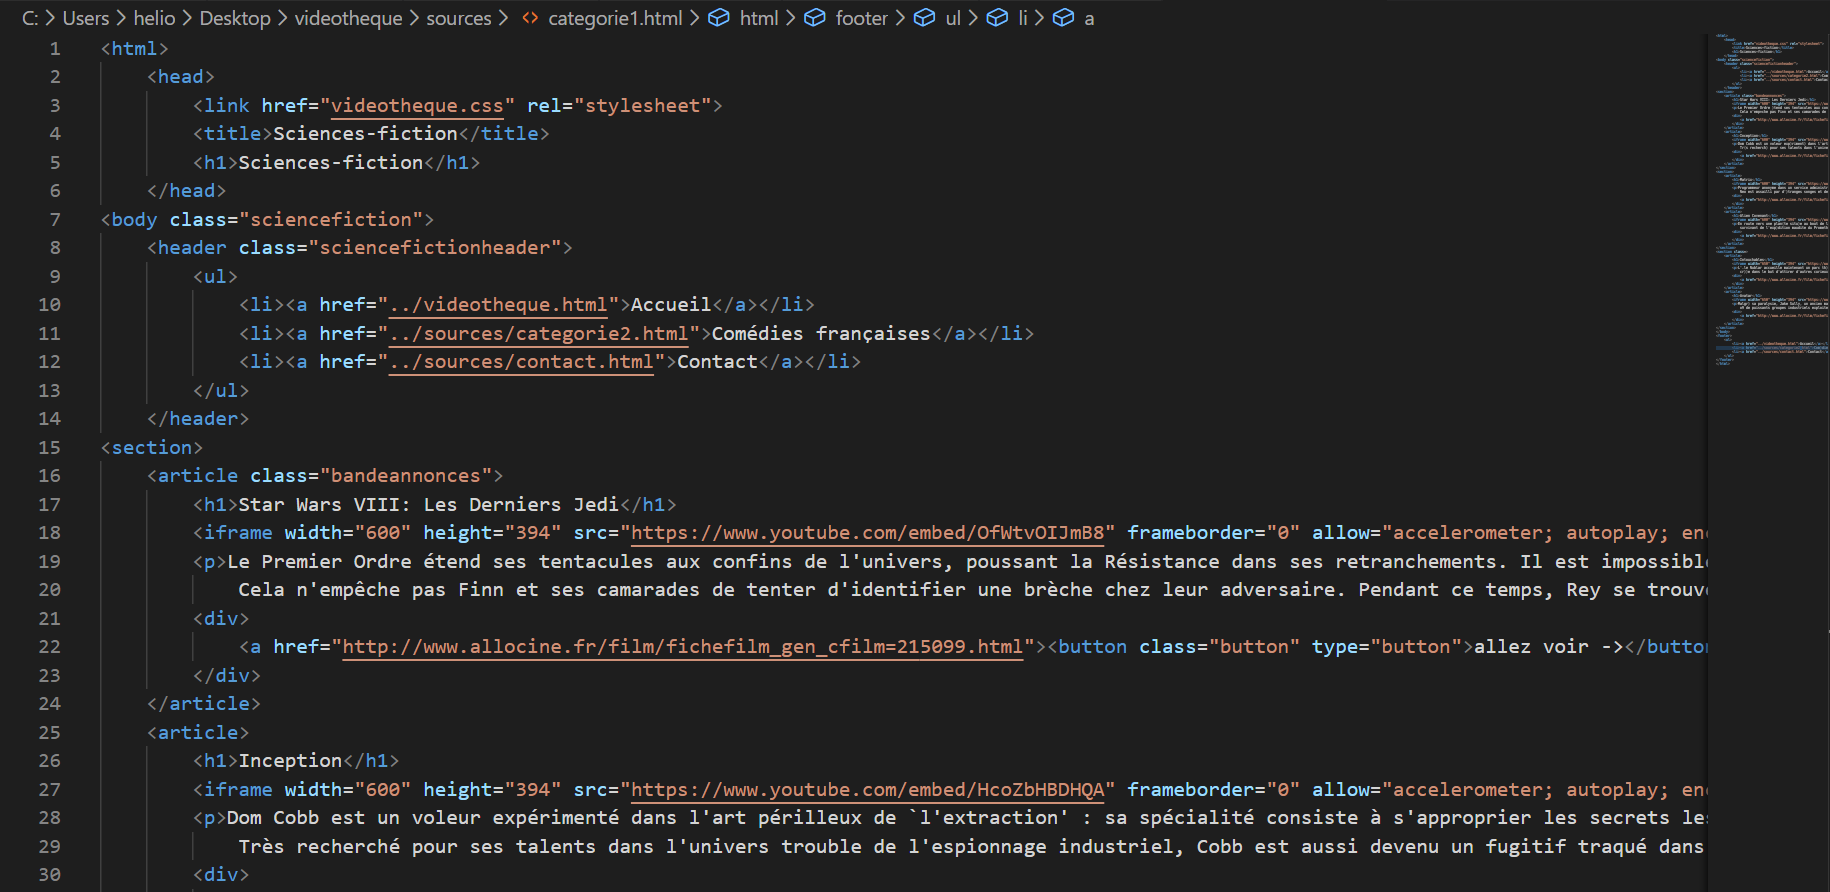 C: > Users > helio > Desktop > videotheque > sources > <> categorie1.html > html > footer > ul > li > a
1 <html>
2 <head>
3 <link href="videotheque.css" rel="stylesheet">
4 <title>Sciences-fiction</title>
5 <h1>Sciences-fiction</h1>
6 </head>
7 <body class="sciencefiction">
8 <header class="sciencefictionheader">
9 <ul>
10 <li><a href="../videotheque.html">Accueil</a></li>
11 <li><a href="../sources/categorie2.html">Comédies françaises</a></li>
12 <li><a href="../sources/contact.html">Contact</a></li>
13 </ul>
14 </header>
15 <section>
16 <article class="bandeannonces">
17 <h1>Star Wars VIII: Les Derniers Jedi</h1>
18 <iframe width="600" height="394" src="https://www.youtube.com/embed/OfWtvOIJmB8" frameborder="0" allow="accelerometer; autoplay; en
19 <p>Le Premier Ordre étend ses tentacules aux confins de l'univers, poussant la Résistance dans ses retranchements. Il est impossible
20 Cela n'empêche pas Finn et ses camarades de tenter d'identifier une brèche chez leur adversaire. Pendant ce temps, Rey se trouv
21 <div>
22 <a href="http://www.allocine.fr/film/fichefilm_gen_cfilm=215099.html"><button class="button" type="button">allez voir -></button
23 </div>
24 </article>
25 <article>
26 <h1>Inception</h1>
27 <iframe width="600" height="394" src="https://www.youtube.com/embed/HcoZbHBDHQA" frameborder="0" allow="accelerometer; autoplay; en
28 <p>Dom Cobb est un voleur expérimenté dans l'art périlleux de `l'extraction' : sa spécialité consiste à s'approprier les secrets les
29 Très recherché pour ses talents dans l'univers trouble de l'espionnage industriel, Cobb est aussi devenu un fugitif traqué dans
30 <div>